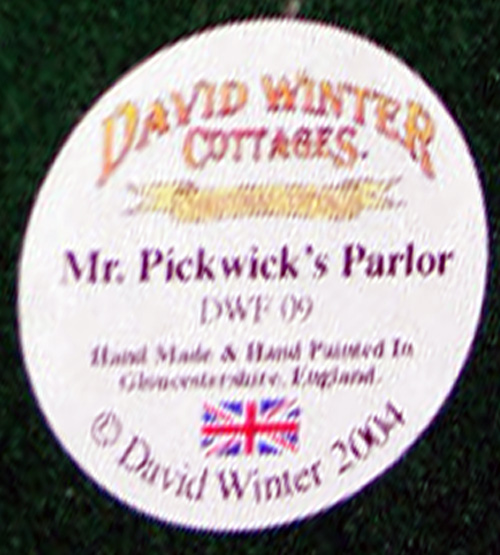 DAVID WINTER
COTTAGES.
Mr. Pickwick's Parlor
DWF 09
Hand Made & Hand Painted In
Gloucestershire, England.
© David Winter 2004